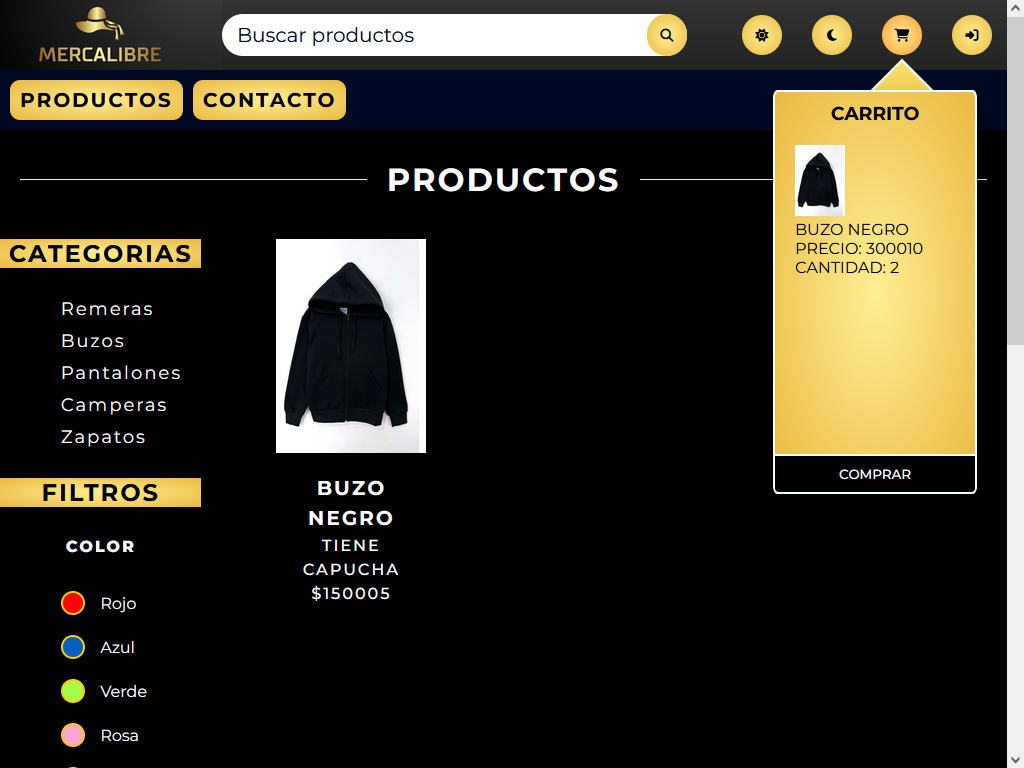 MERCALIBRE
Buscar productos
PRODUCTOS
CONTACTO
CARRITO
BUZO NEGRO
PRECIO: 300010
CANTIDAD: 2
COMPRAR
PRODUCTOS
CATEGORIAS
Remeras
Buzos
Pantalones
Camperas
Zapatos
FILTROS
COLOR
Rojo
Azul
Verde
Rosa
BUZO
NEGRO
TIENE
CAPUCHA
$150005